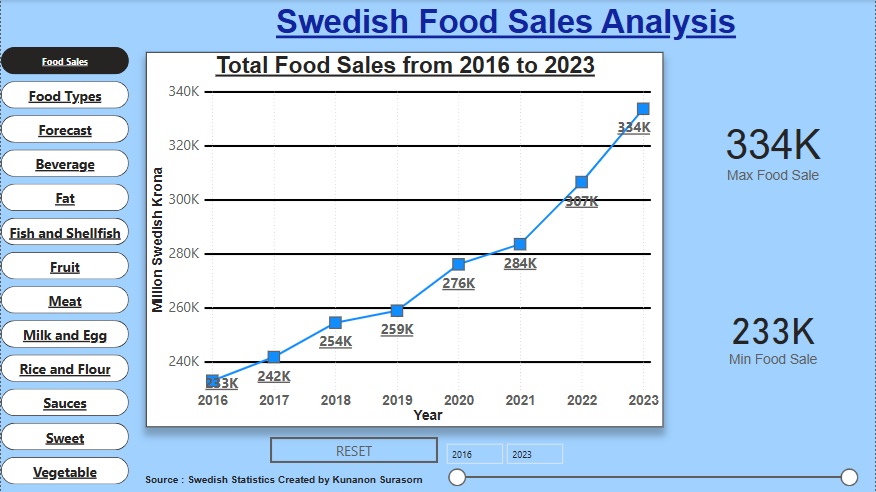 Swedish Food Sales Analysis
Food Sales
Food Types
Forecast
Beverage
Fat
Fish and Shellfish
Fruit
Meat
Milk and Egg
Rice and Flour
Sauces
Sweet
Vegetable
Total Food Sales from 2016 to 2023
Millon Swedish Krona
340K
320K
300K
280K
260K
240K
233K
242K
254K
259K
276K
284K
307K
334K
2016 2017 2018 2019 2020 2021 2022 2023
Year
334K
Max Food Sale
233K
Min Food Sale
RESET
2016 2023
Source : Swedish Statistics Created by Kunanon Surasorn